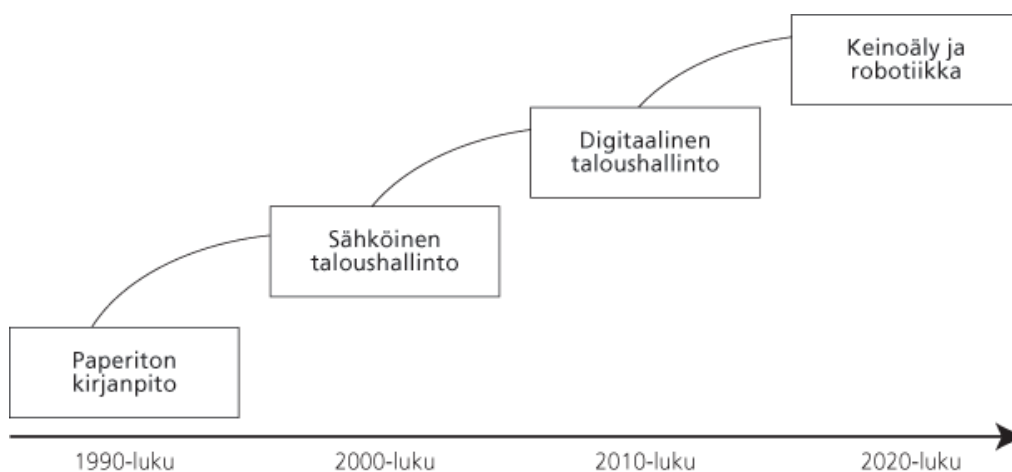 Keinoäly ja
robotiikka
Digitaalinen
taloushallinto
Sähköinen
taloushallinto
Paperiton
kirjanpito
1990-luku
2000-luku
2010-luku
2020-luku